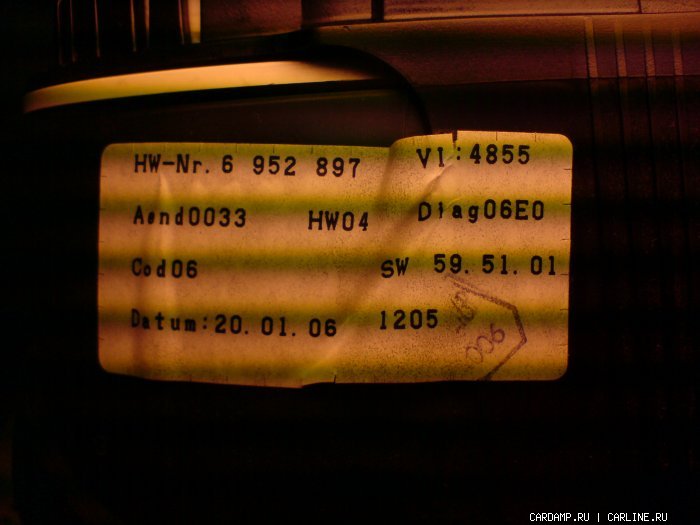 HW-Nr. 6 952 897 VI:4855
Aend0033 HW04 Diag06E0
Cod06 SW 59.51.01
Datum:20.01.06 1205
006
CARDAMP.RU | CARLINE.RU